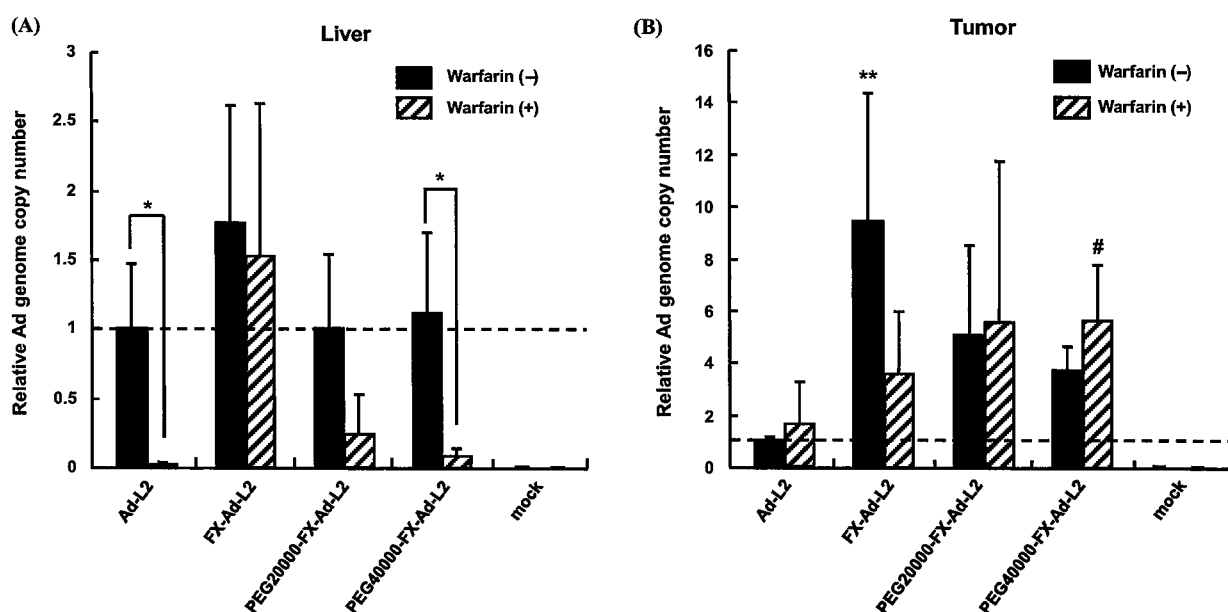 (A)
Liver
Relative Ad genome copy number
3
2.5
2
1.5
1
0.5
0
Warfarin (–)
Warfarin (+)
*
*
Ad-L2
FX-Ad-L2
PEG20000-FX-Ad-L2
PEG40000-FX-Ad-L2
mock
(B)
Tumor
Relative Ad genome copy number
16
14
12
10
8
6
4
2
0
Warfarin (–)
Warfarin (+)
**
#
Ad-L2
FX-Ad-L2
PEG20000-FX-Ad-L2
PEG40000-FX-Ad-L2
mock